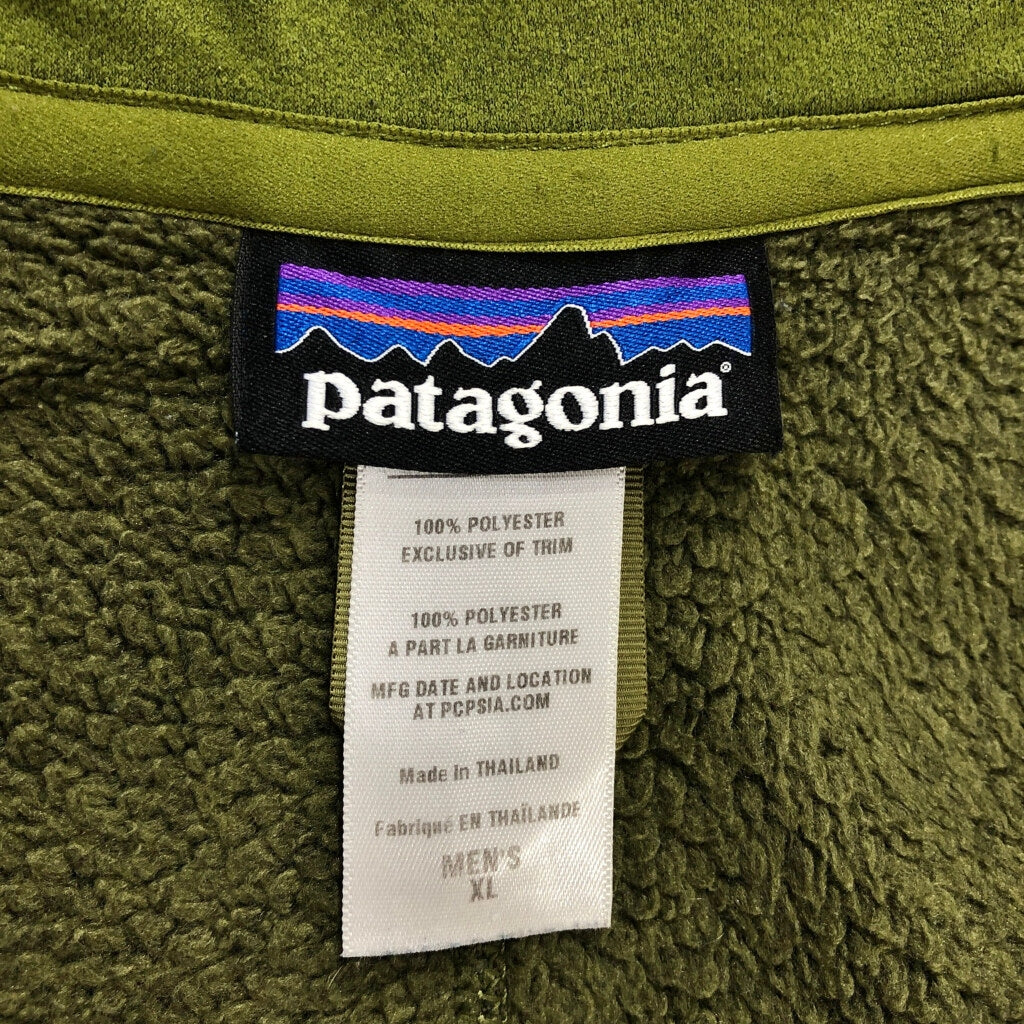 patagonia®
100% POLYESTER
EXCLUSIVE OF TRIM
100% POLYESTER
A PART LA GARNITURE
MFG DATE AND LOCATION
AT PCPSIA.COM
Made in THAILAND
Fabriqué EN THAÏLANDE
MEN'S
XL